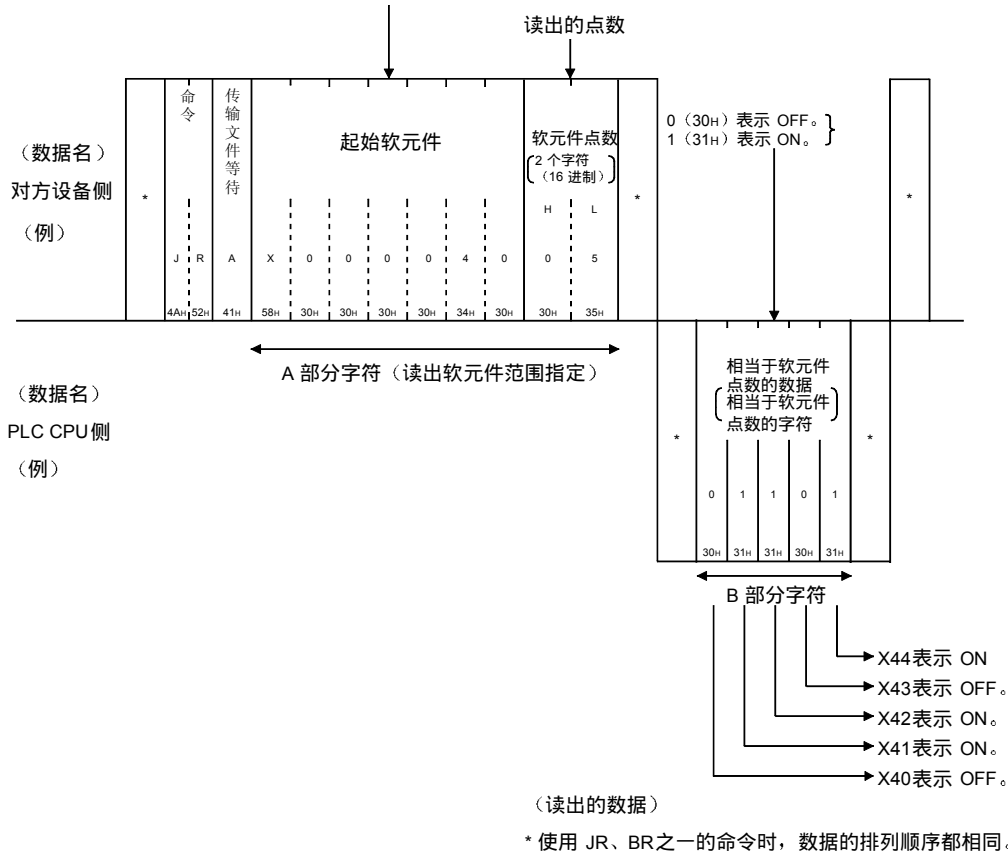 读出的点数
命令
传输文件等待
起始软元件
软元件点数
2 个字符
（16 进制）
0（30H）表示 OFF。
1（31H）表示 ON。
（数据名）
对方设备侧
（例）
*
*
*
H L
J R A X 0 0 0 0 4 0 0 5
4AH 52H 41H 58H 30H 30H 30H 30H 34H 30H 30H 35H
A 部分字符（读出软元件范围指定）
（数据名）
PLC CPU侧
（例）
相当于软元件
点数的数据
相当于软元件
点数的字符
*
*
0 1 1 0 1
30H 31H 31H 30H 31H
B 部分字符
X44表示 ON
X43表示 OFF。
X42表示 ON。
X41表示 ON。
X40表示 OFF。
（读出的数据）
* 使用 JR、BR之一的命令时，数据的排列顺序都相同。